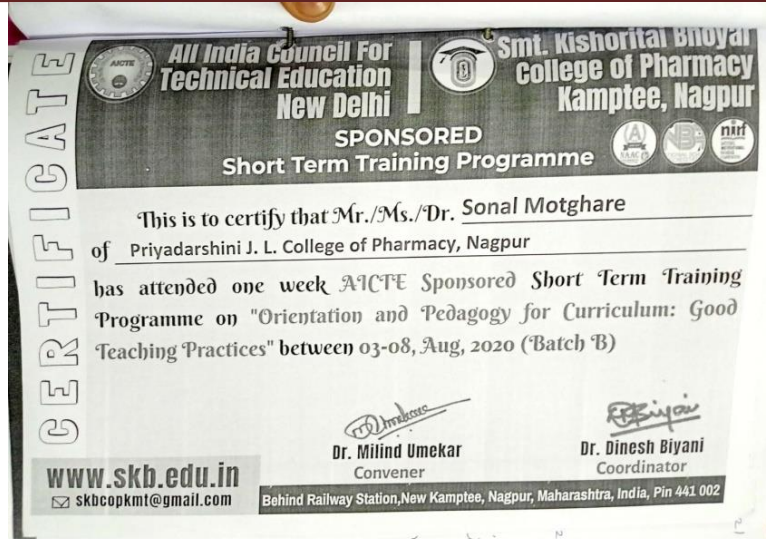 CERTIFICATE
All India Council For
Technical Education
New Delhi
Smt. Kishoritai Bhoyar
College of Pharmacy
Kamptee, Nagpur
AICTE
SPONSORED
Short Term Training Programme
NAAC
nirf
This is to certify that Mr./Ms./Dr. Sonal Motghare
of Priyadarshini J. L. College of Pharmacy, Nagpur
has attended one week AICTE Sponsored Short Term Training
Programme on "Orientation and Pedagogy for Curriculum: Good
Teaching Practices" between 03-08, Aug, 2020 (Batch B)
Dr. Milind Umekar
Convener
Dr. Dinesh Biyani
Coordinator
www.skb.edu.in
skbcopkmt@gmail.com
Behind Railway Station,New Kamptee, Nagpur, Maharashtra, India, Pin 441 002